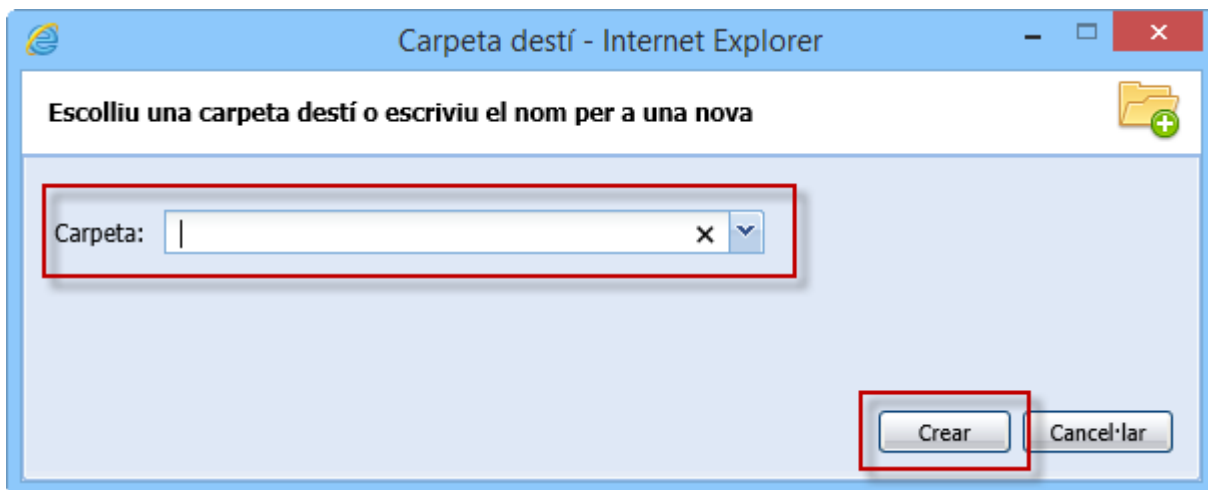 Carpeta destí - Internet Explorer
Escolliu una carpeta destí o escriviu el nom per a una nova
Carpeta:
Crear
Cancel·lar